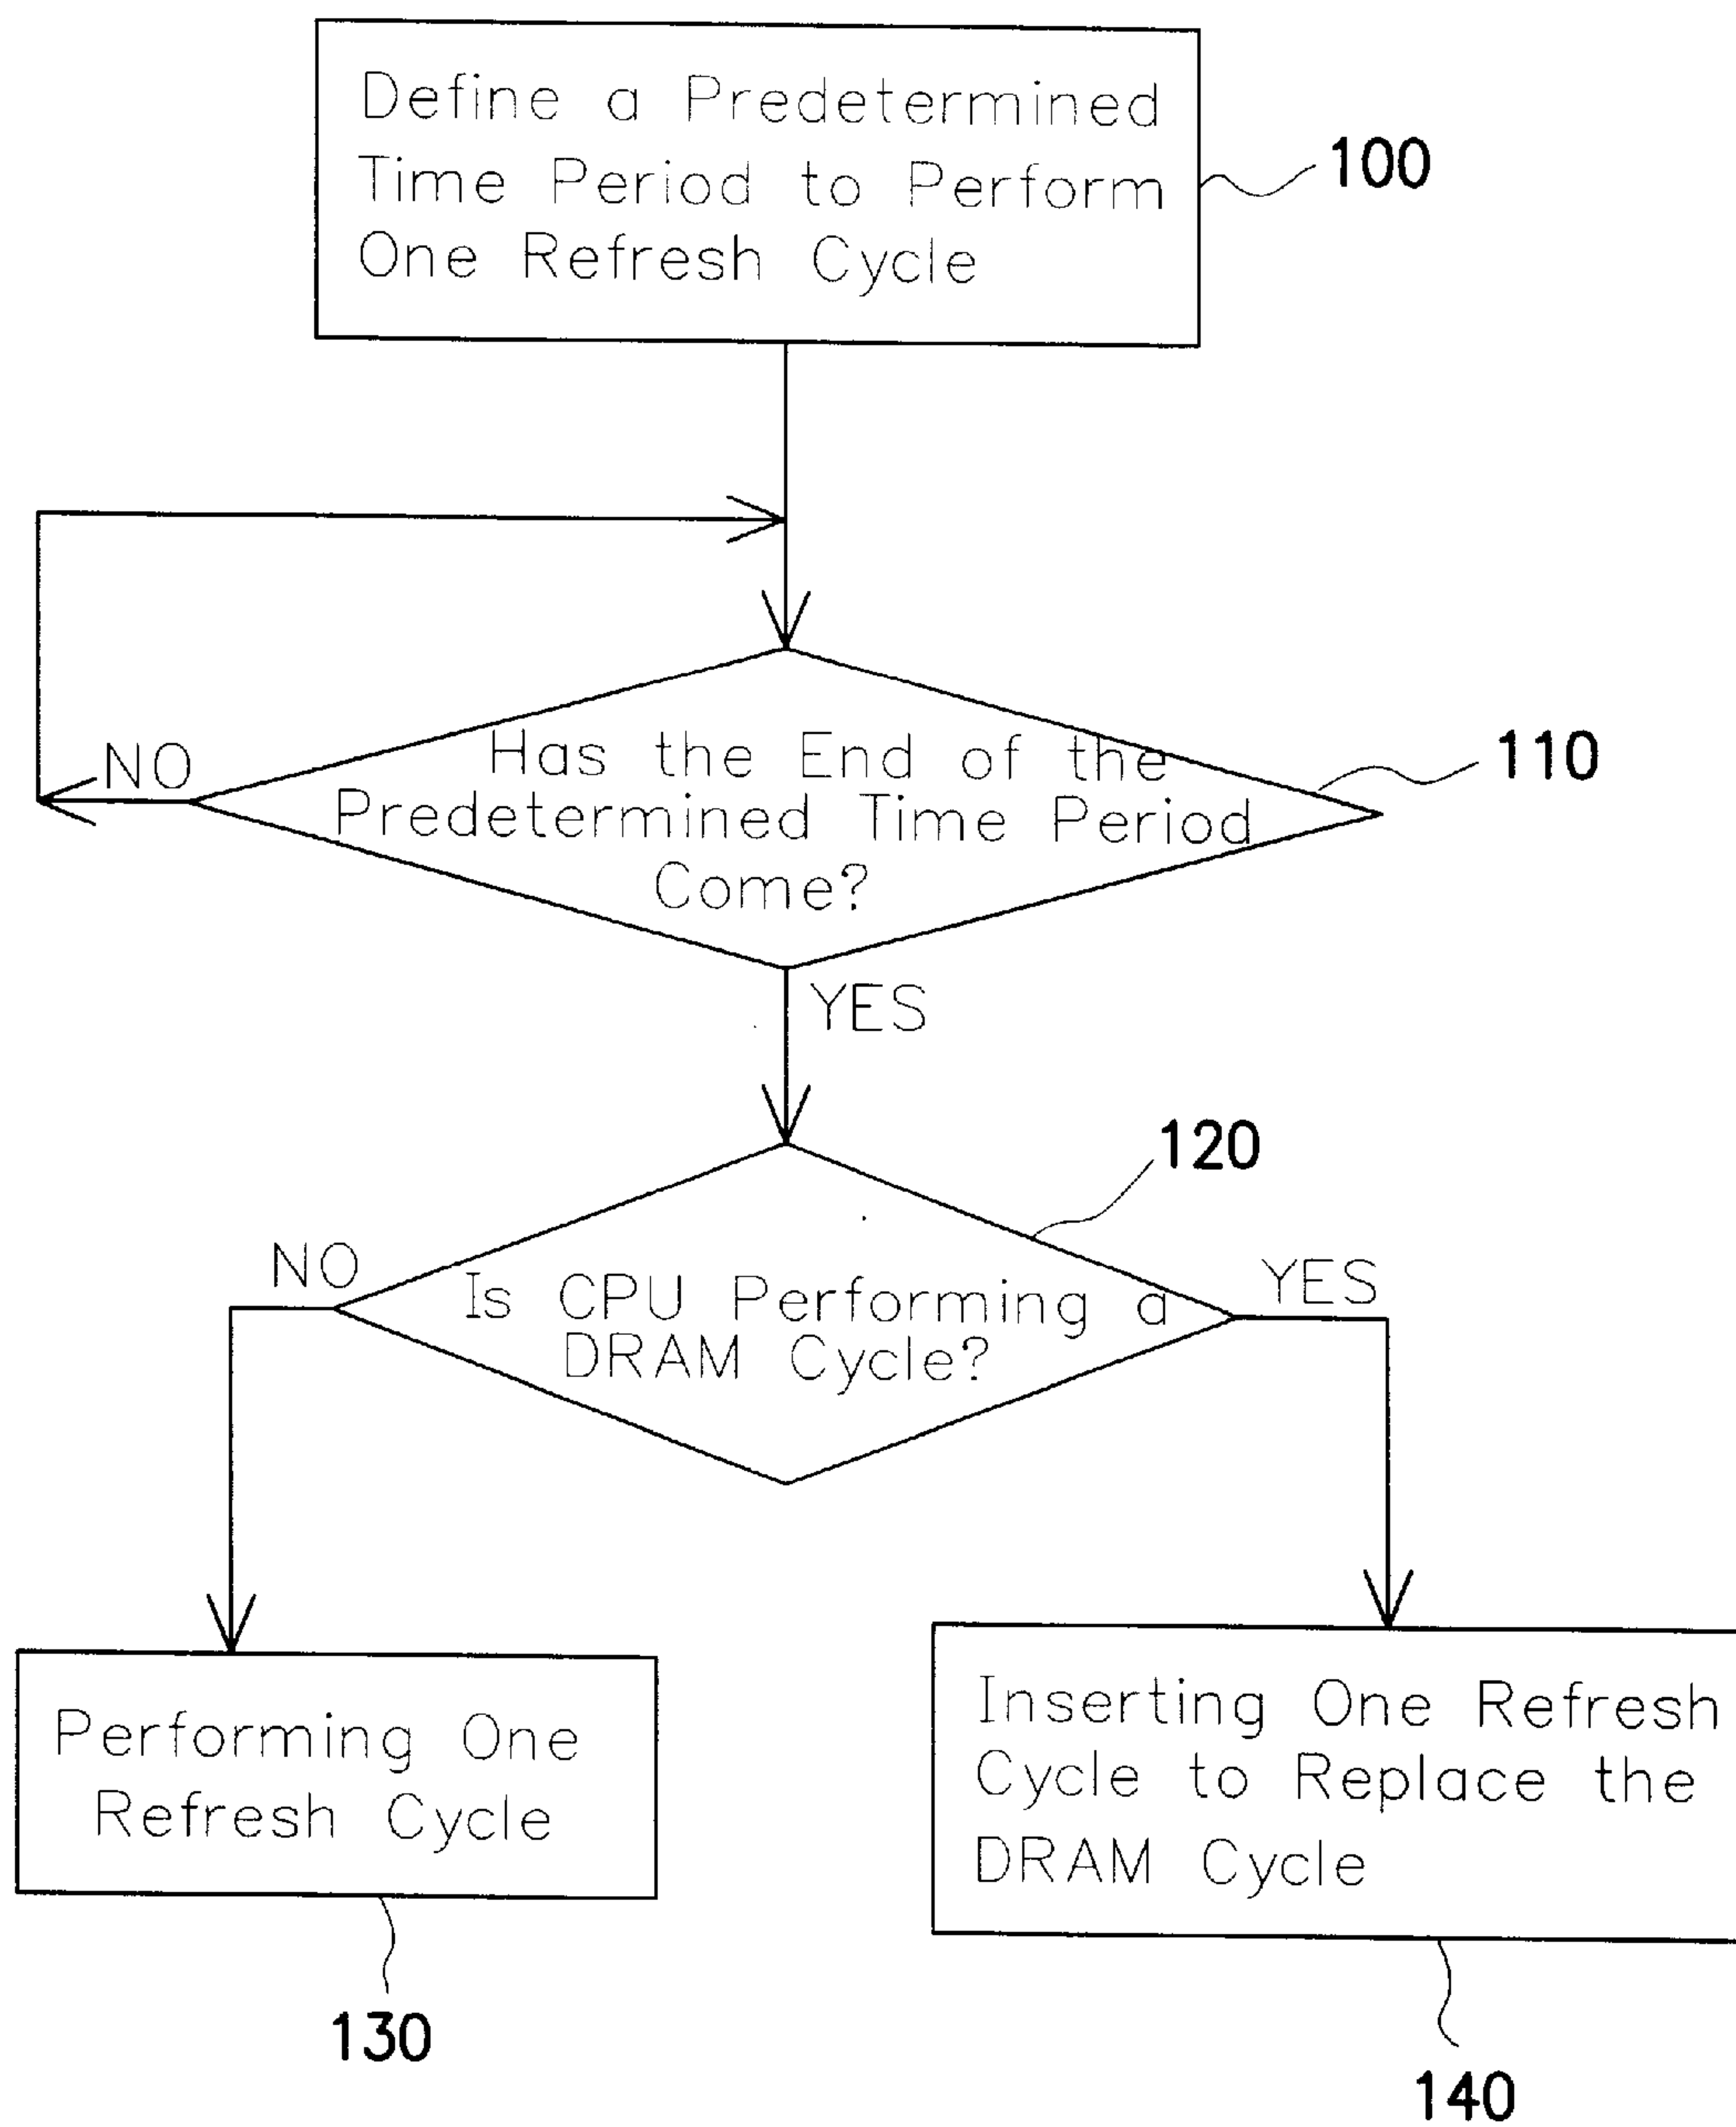 Define a Predetermined
Time Period to Perform
One Refresh Cycle
100
NO
Has the End of the
Predetermined Time Period
Come?
110
YES
120
NO
Is CPU Performing a
DRAM Cycle?
YES
Performing One
Refresh Cycle
130
Inserting One Refresh
Cycle to Replace the
DRAM Cycle
140